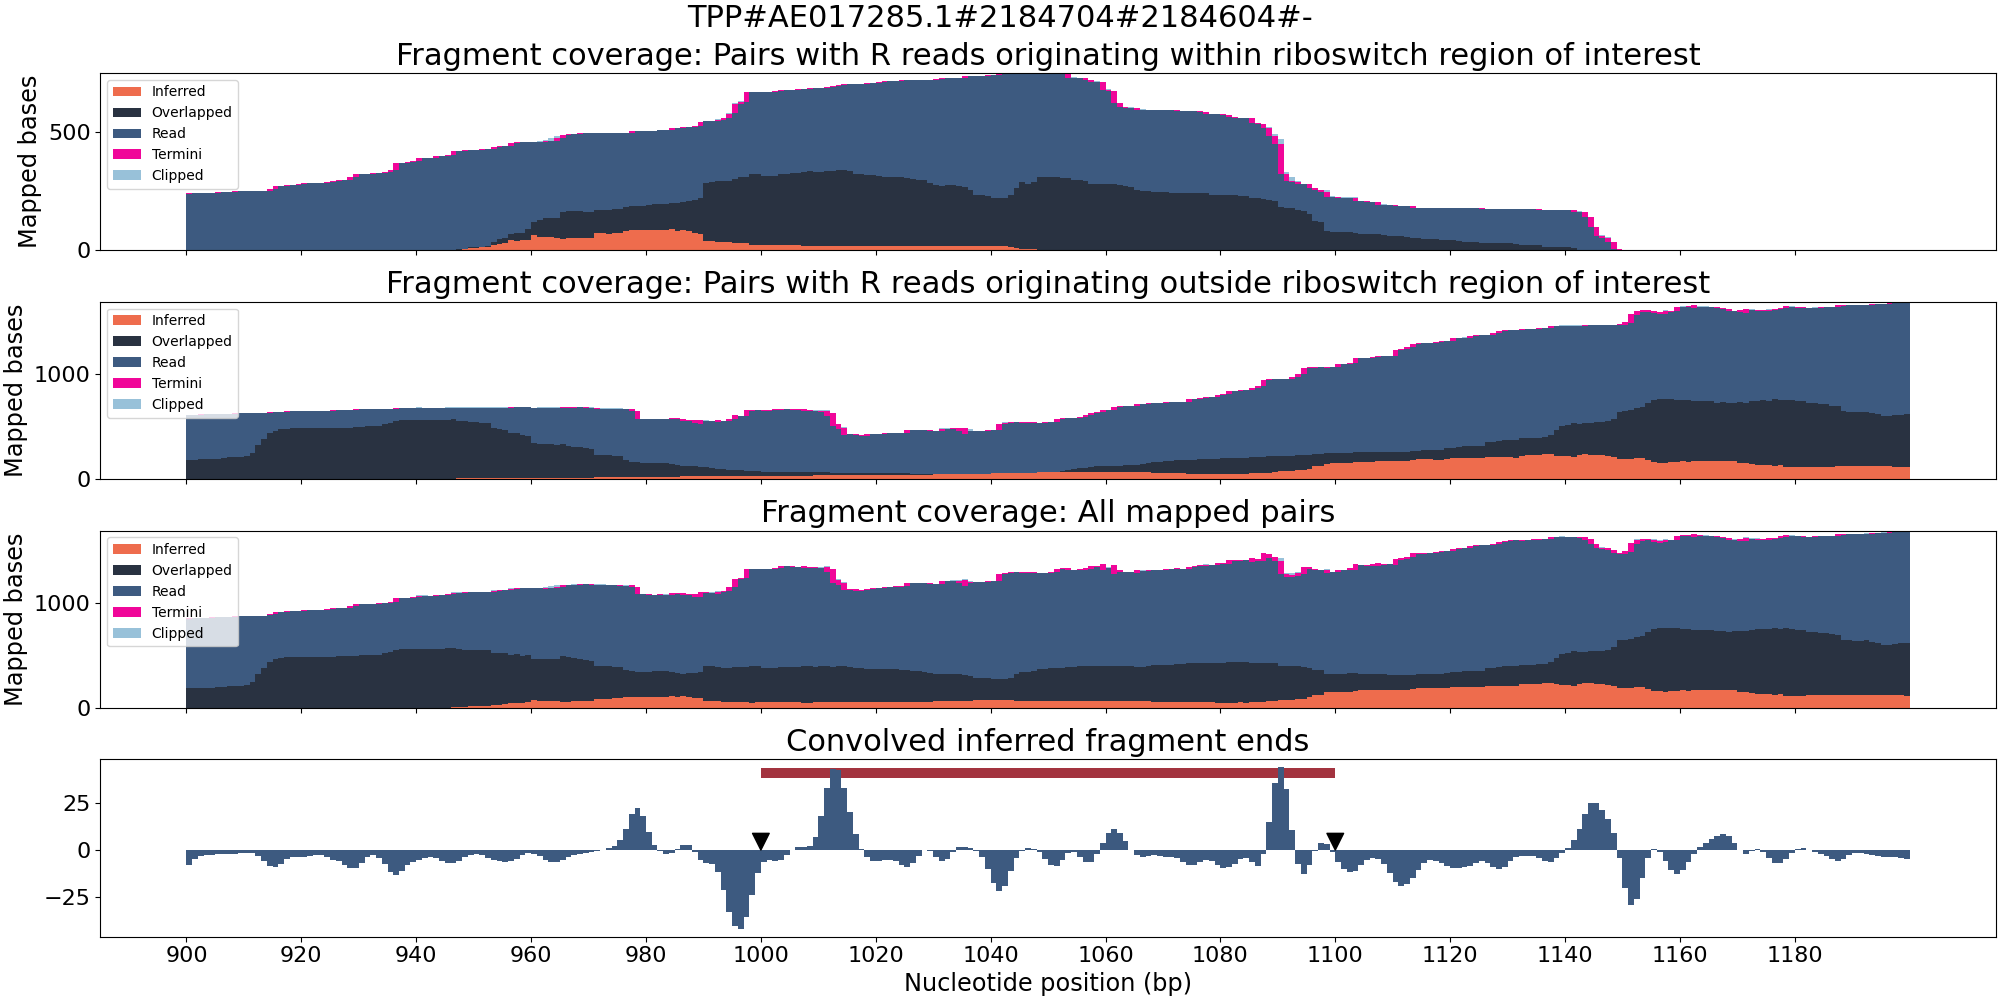 TPP#AE017285.1#2184704#2184604#-
Fragment coverage: Pairs with R reads originating within riboswitch region of interest
Mapped bases
500
0
Inferred
Overlapped
Read
Termini
Clipped
Fragment coverage: Pairs with R reads originating outside riboswitch region of interest
Mapped bases
1000
0
Inferred
Overlapped
Read
Termini
Clipped
Fragment coverage: All mapped pairs
Mapped bases
1000
0
Inferred
Overlapped
Read
Termini
Clipped
Convolved inferred fragment ends
25
0
−25
900 920 940 960 980 1000 1020 1040 1060 1080 1100 1120 1140 1160 1180
Nucleotide position (bp)